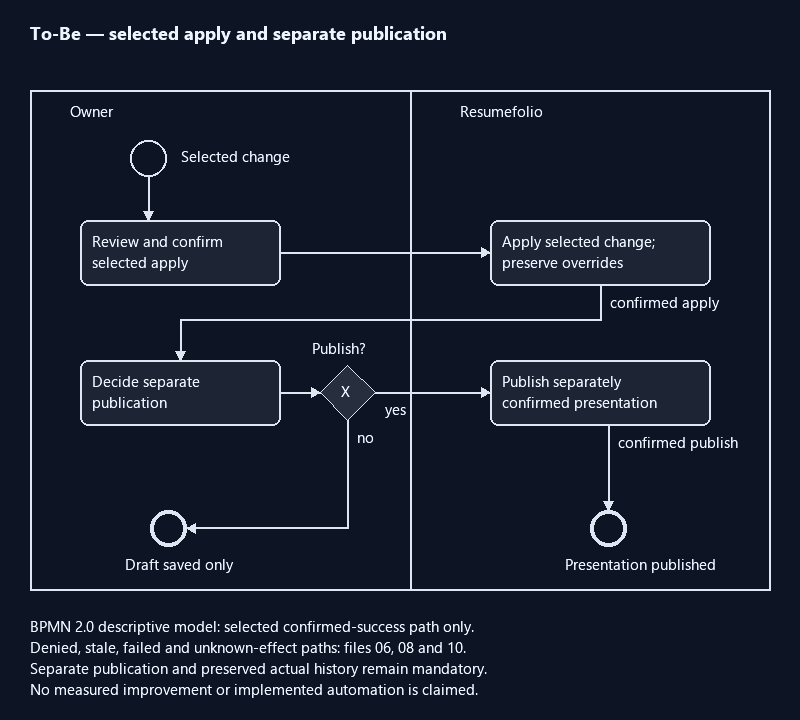 To-Be — selected apply and separate publication
Owner
Resumefolio
Selected change
Review and confirm
selected apply
Apply selected change;
preserve overrides
confirmed apply
Publish?
Decide separate
publication
X
yes
no
Publish separately
confirmed presentation
confirmed publish
Draft saved only
Presentation published
BPMN 2.0 descriptive model: selected confirmed-success path only.
Denied, stale, failed and unknown-effect paths: files 06, 08 and 10.
Separate publication and preserved actual history remain mandatory.
No measured improvement or implemented automation is claimed.